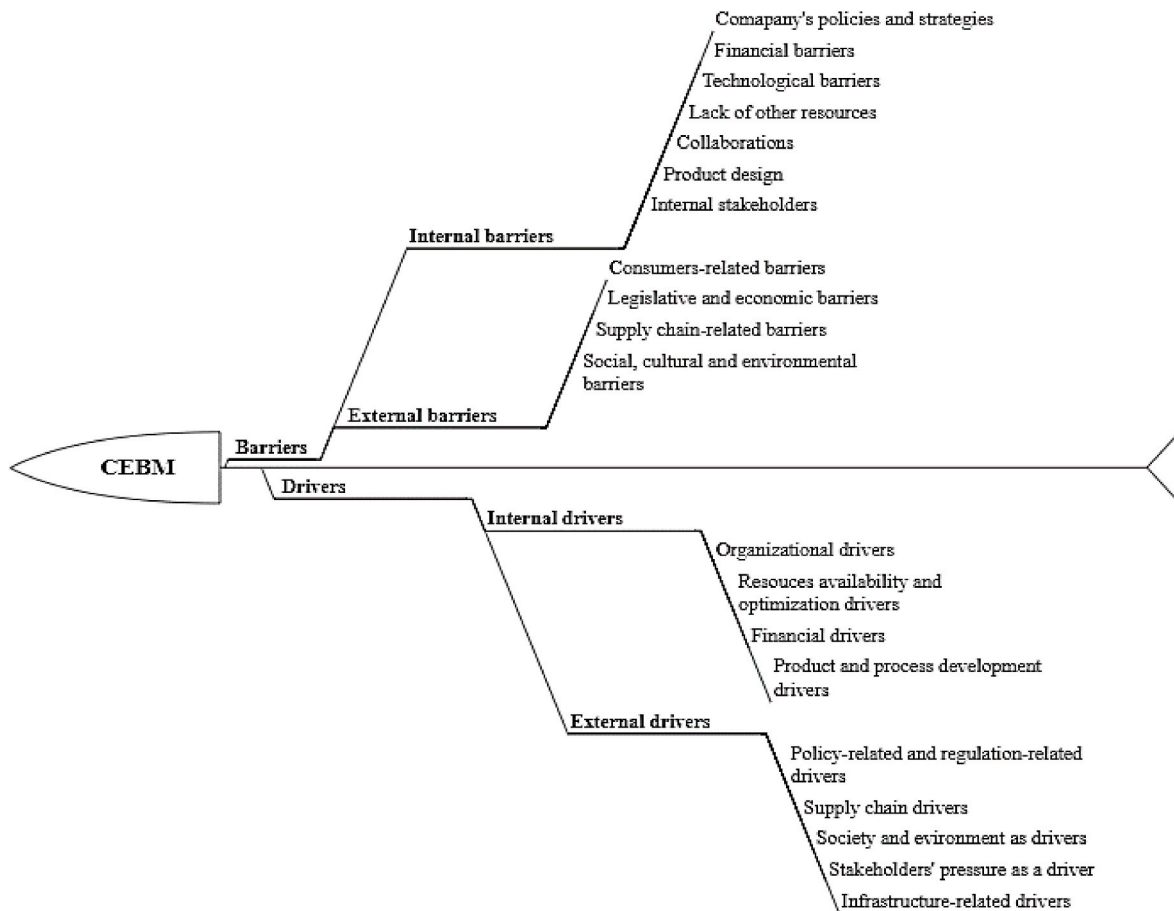 Comapany's policies and strategies
Financial barriers
Technological barriers
Lack of other resources
Collaborations
Product design
Internal stakeholders
Internal barriers
Consumers-related barriers
Legislative and economic barriers
Supply chain-related barriers
Social, cultural and environmental
barriers
External barriers
Barriers
CEBM
Drivers
Internal drivers
Organizational drivers
Resouces availability and
optimization drivers
Financial drivers
Product and process development
drivers
External drivers
Policy-related and regulation-related
drivers
Supply chain drivers
Society and evironment as drivers
Stakeholders' pressure as a driver
Infrastructure-related drivers